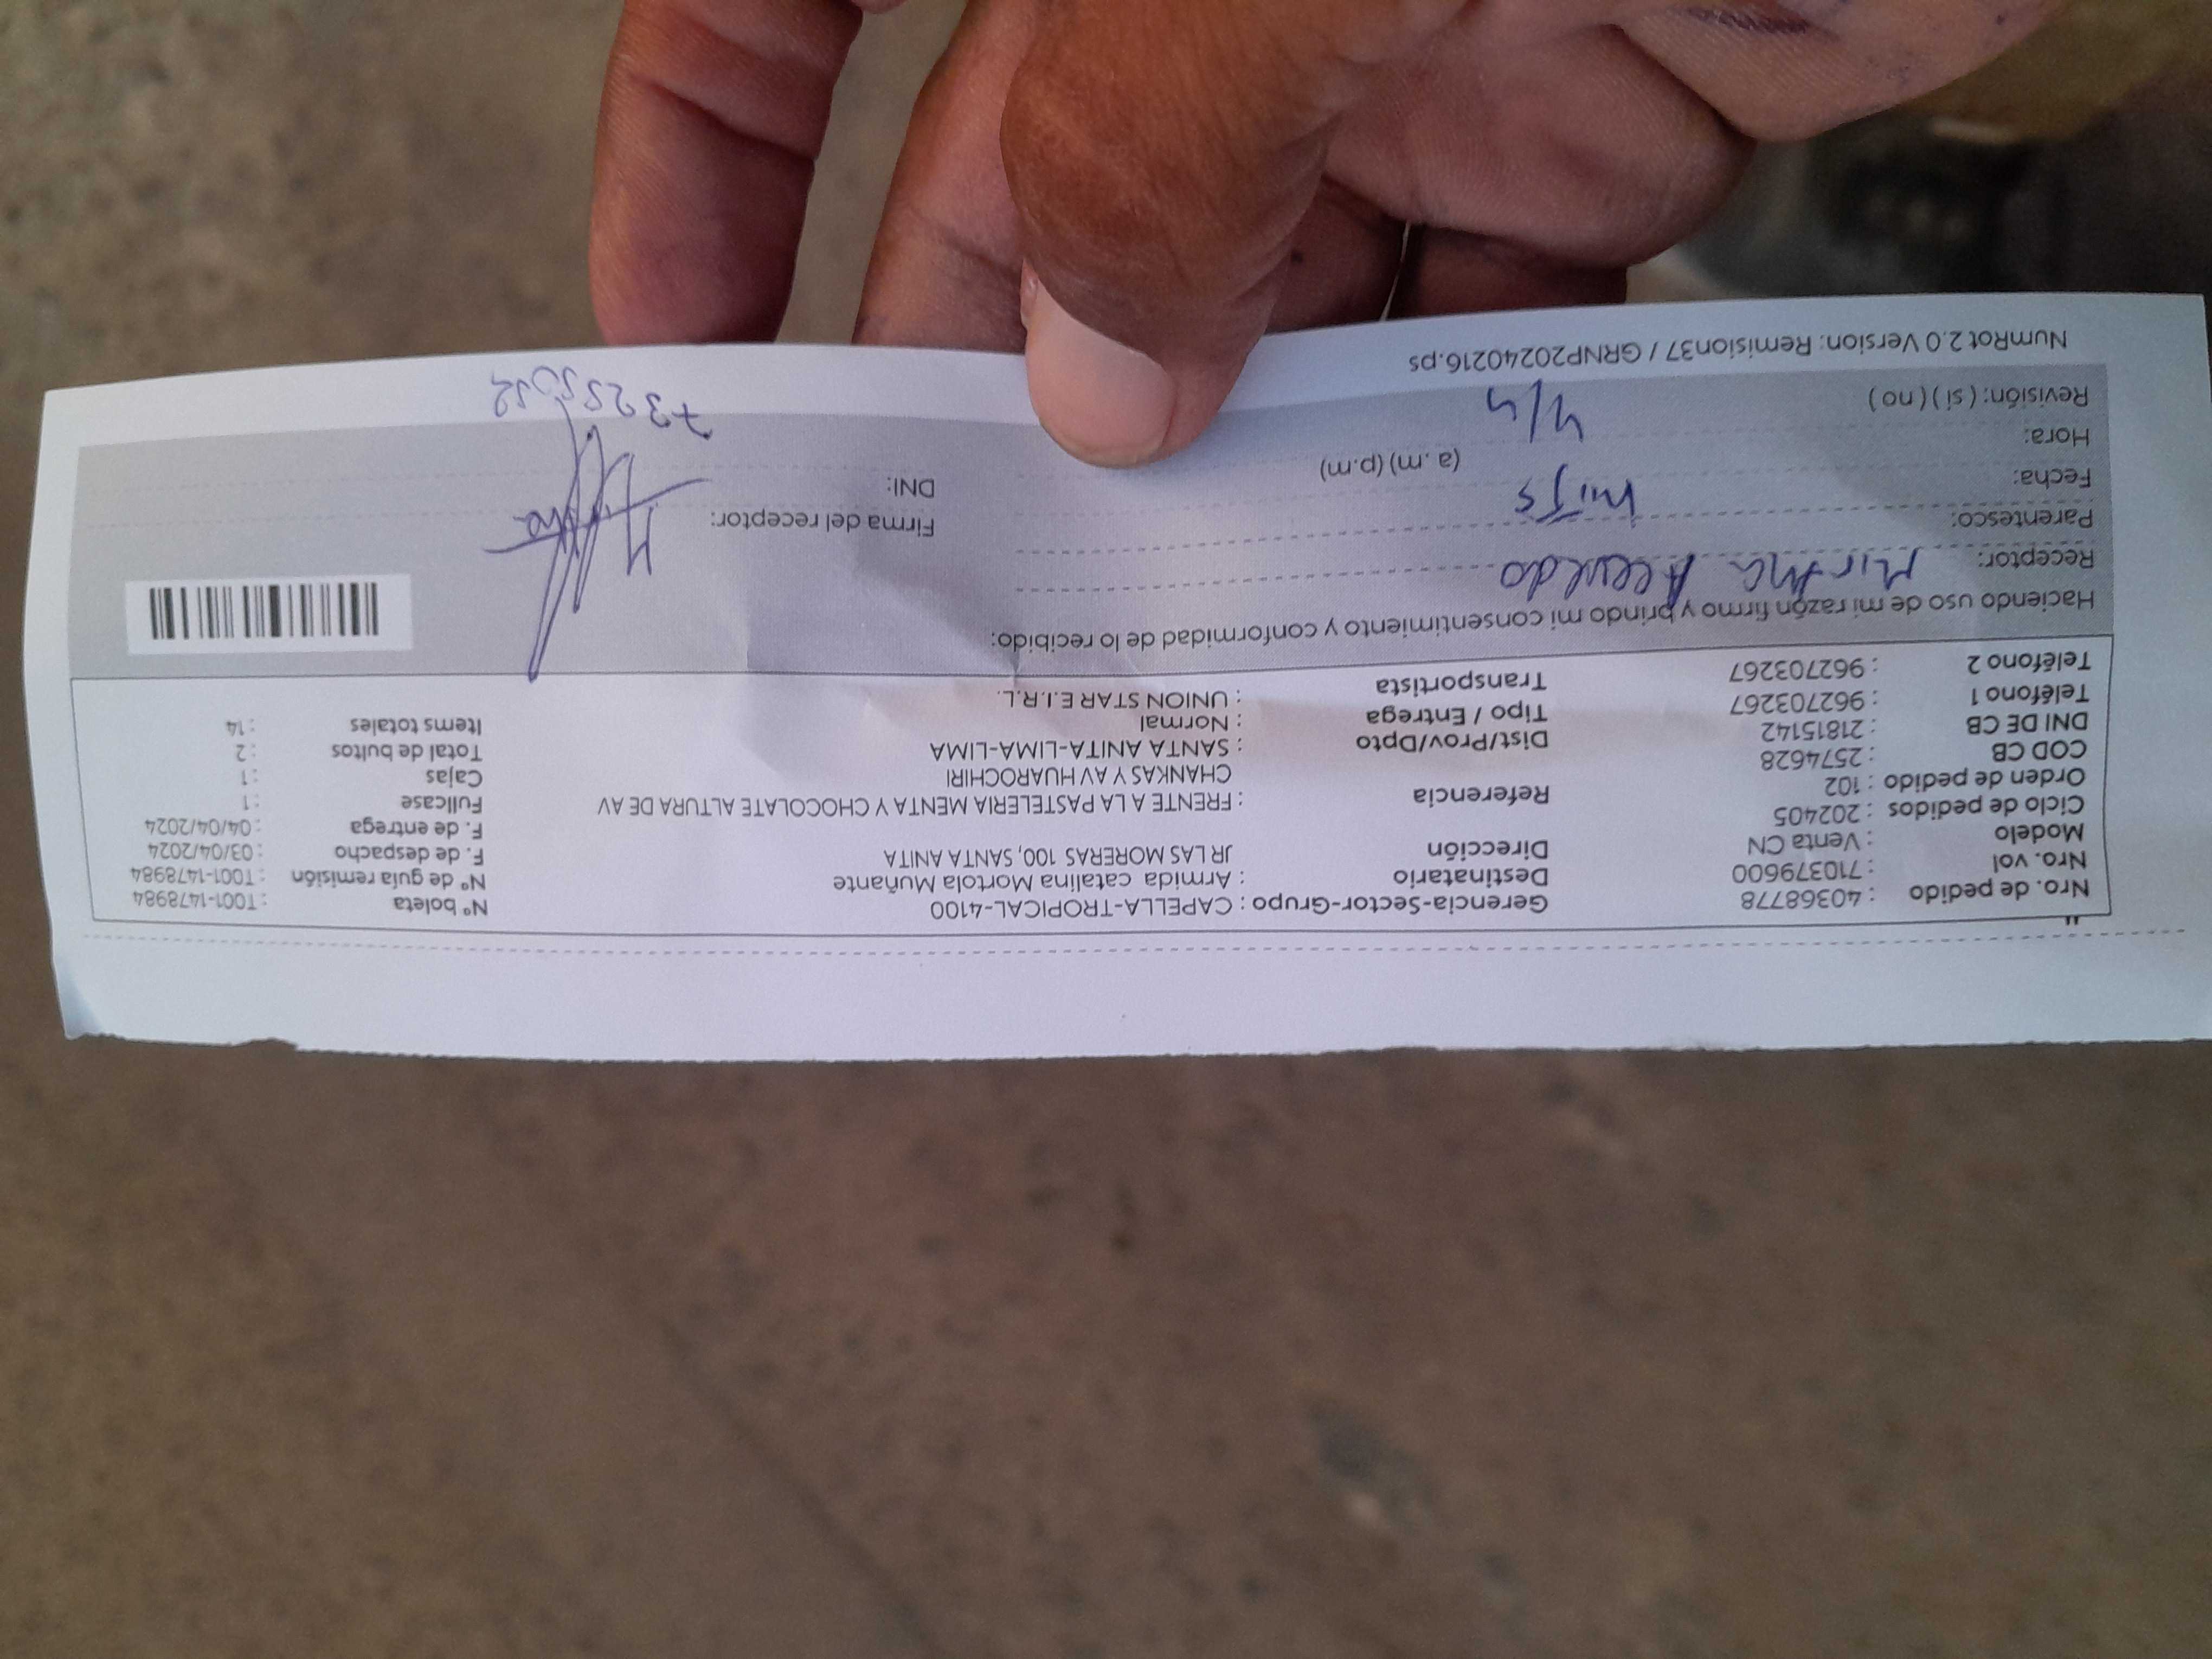 Nro. de pedido : 40368778 Gerencia-Sector-Grupo : CAPELLA-TROPICAL-4100 Nº boleta : T001-1478984
Nro. vol : 710379600 Destinatario : Armida catalina Mortola Muñante Nº de guía remisión : T001-1478984
Modelo : Venta CN Dirección JR LAS MORERAS 100, SANTA ANITA F. de despacho : 03/04/2024
Ciclo de pedidos : 202405 F. de entrega : 04/04/2024
Orden de pedido : 102 Referencia : FRENTE A LA PASTELERIA MENTA Y CHOCOLATE ALTURA DE AV Fullcase : 1
COD CB : 2574628 CHANKAS Y AV HUAROCHIRI Cajas : 1
DNI DE CB : 21815142 Dist/Prov/Dpto : SANTA ANITA-LIMA-LIMA Total de bultos : 2
Teléfono 1 : 962703267 Tipo / Entrega : Normal Items totales : 14
Teléfono 2 : 962703267 Transportista : UNION STAR E.I.R.L.
Haciendo uso de mi razón firmo y brindo mi consentimiento y conformidad de lo recibido:
Receptor: Mirtha Acevedo
Parentesco: Firma del receptor:
Fecha: DNI:
Hora: (a. m) (p.m)
4/4
Revisión: ( sí ) ( no )
NumRot 2.0 Version: Remision37 / GRNP20240216.ps